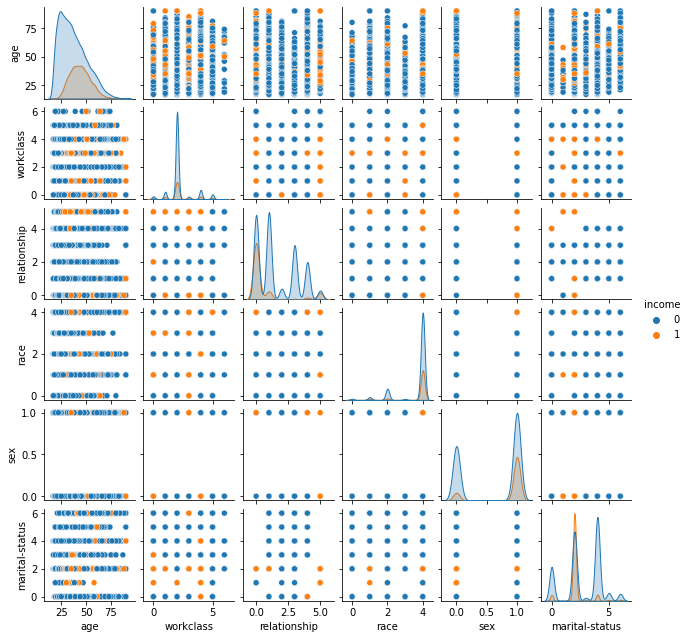 age
75
50
25
workclass
6
4
2
0
relationship
4
2
0
income
0
1
race
4
2
0
sex
1.0
0.5
0.0
marital-status
6
4
2
0
25 50 75
0 5
0.0 2.5 5.0
0 2 4
0.0 0.5 1.0
0 5
age workclass relationship race sex marital-status